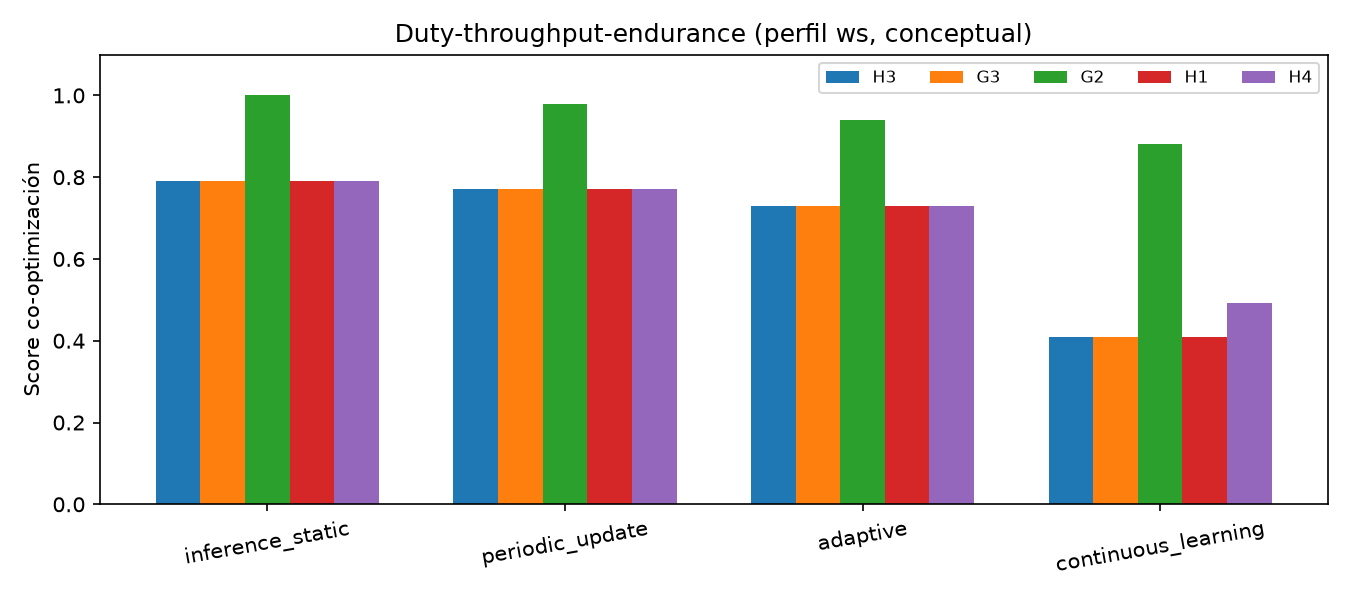 Duty-throughput-endurance (perfil ws, conceptual)
H3 G3 G2 H1 H4
Score co-optimización
1.0
0.8
0.6
0.4
0.2
0.0
inference_static periodic_update adaptive continuous_learning